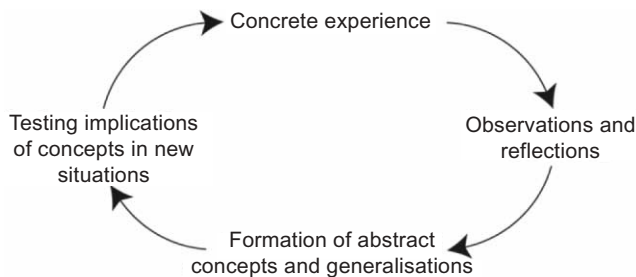 Concrete experience
Observations and
reflections
Formation of abstract
concepts and generalisations
Testing implications
of concepts in new
situations